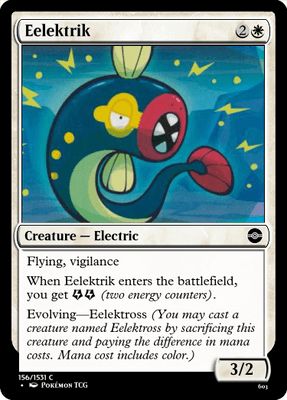 Eelektrik 2
Creature — Electric
Flying, vigilance
When Eelektrik enters the battlefield,
you get (two energy counters).
Evolving—Eelektross (You may cast a
creature named Eelektross by sacrificing this
creature and paying the difference in mana
costs. Mana cost includes color.)
3/2
156/1531 C
• Pokémon TCG
601